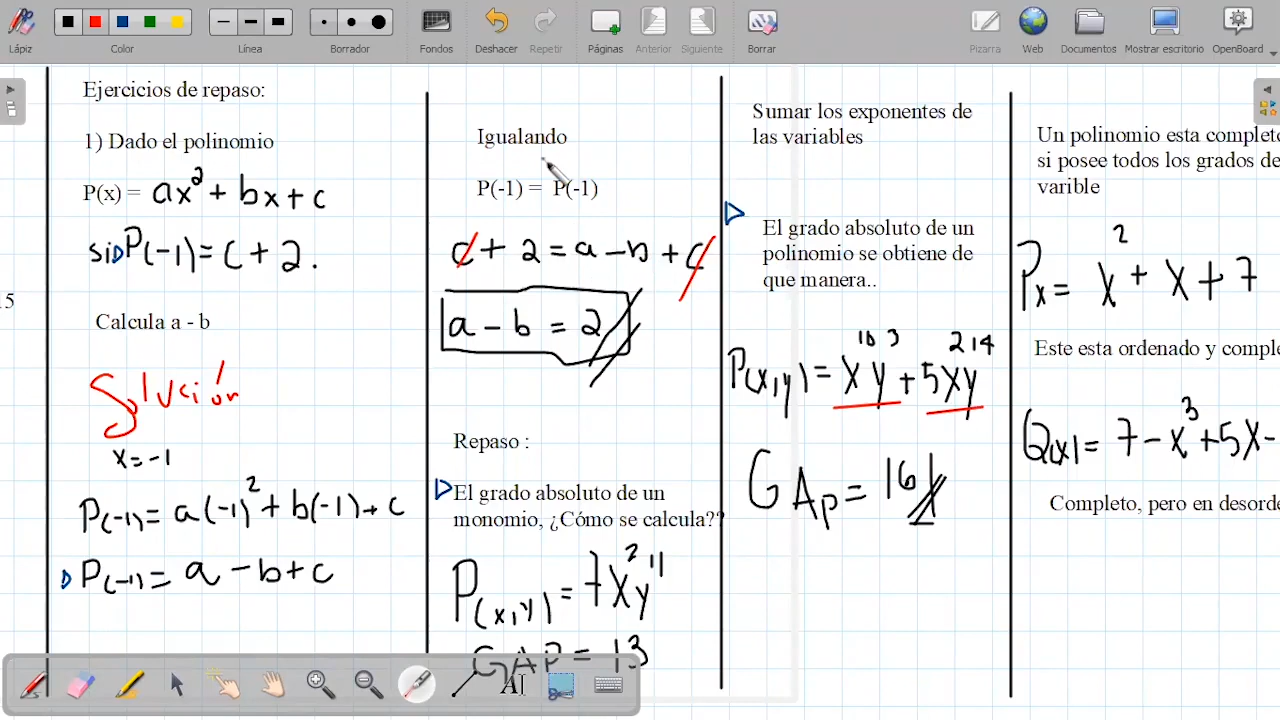 Lápiz
Color
Línea
Borrador
Fondos
Deshacer
Repetir
Páginas
Anterior
Siguiente
Borrar
Pizarra
Web
Documentos
Mostrar escritorio
OpenBoard
15
Ejercicios de repaso:
1) Dado el polinomio
P(x) = ax² + bx + c
si P(-1) = c + 2.
Calcula a - b
Solución
x = -1
P(-1) = a(-1)² + b(-1) + c
P(-1) = a - b + c
Igualando
P(-1) = P(-1)
c + 2 = a - b + c
a - b = 2
Repaso :
El grado absoluto de un
monomio, ¿Cómo se calcula??
P(x,y) = 7x²y¹¹
GAP = 13
Sumar los exponentes de
las variables
El grado absoluto de un
polinomio se obtiene de
que manera..
P(x,y) = x¹⁰y³ + 5x²y¹⁴
GAp = 16
Un polinomio esta complet
si posee todos los grados de
varible
Px = x² + x + 7
Este esta ordenado y compl
Q(x) = 7 - x³ + 5x -
Completo, pero en desord
AI